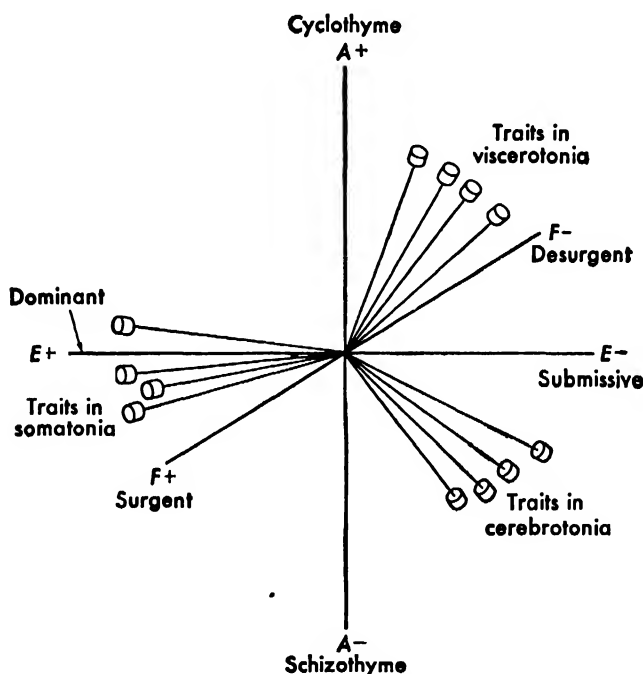 Cyclothyme
A+
Traits in
viscerotonia
F−
Desurgent
Dominant
E+
E−
Submissive
Traits in
somatonia
F+
Surgent
Traits in
cerebrotonia
A−
Schizothyme